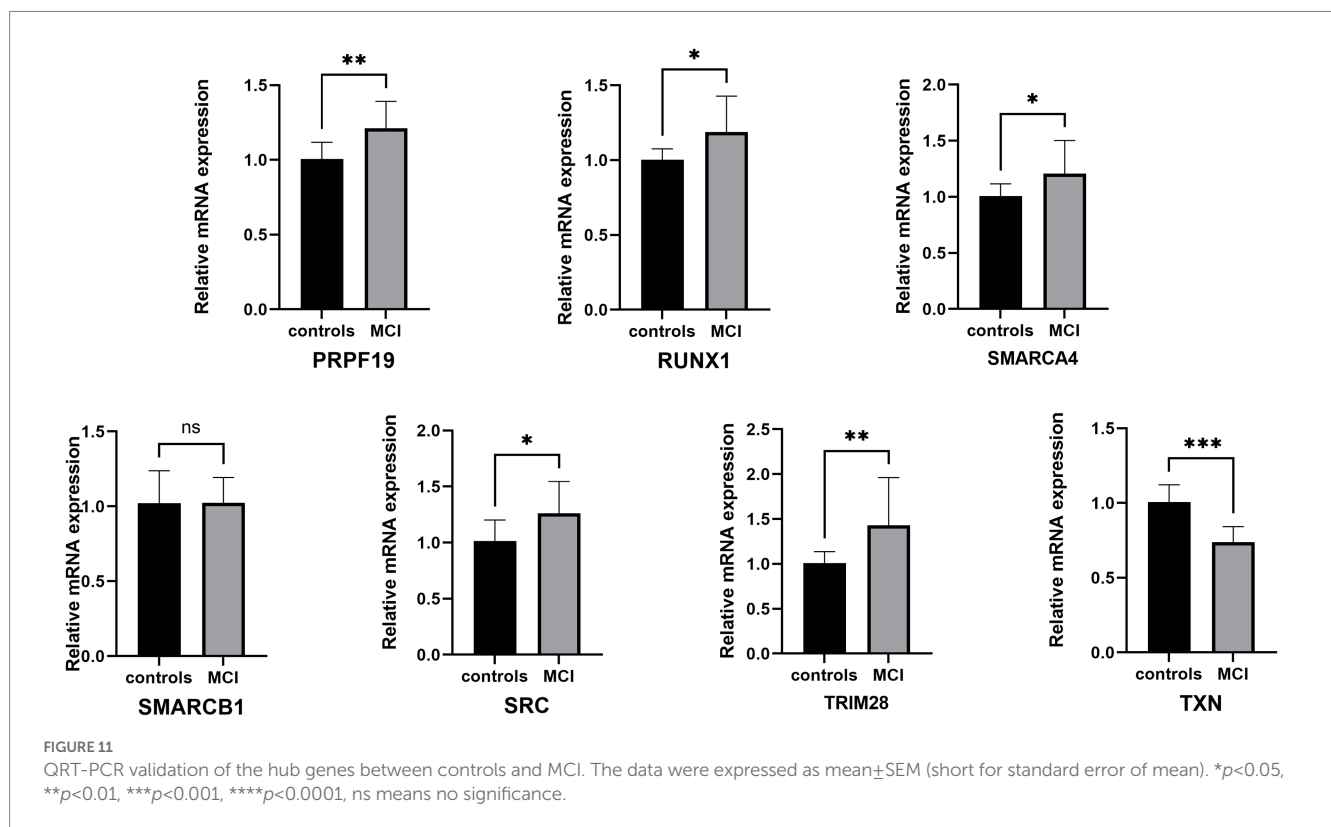 **
1.5
1.0
0.5
0.0
Relative mRNA expression
controls MCI
PRPF19
*
1.5
1.0
0.5
0.0
Relative mRNA expression
controls MCI
RUNX1
*
2.0
1.5
1.0
0.5
0.0
Relative mRNA expression
controls MCI
SMARCA4
ns
1.5
1.0
0.5
0.0
Relative mRNA expression
controls MCI
SMARCB1
*
2.0
1.5
1.0
0.5
0.0
Relative mRNA expression
controls MCI
SRC
**
2.5
2.0
1.5
1.0
0.5
0.0
Relative mRNA expression
controls MCI
TRIM28
***
1.5
1.0
0.5
0.0
Relative mRNA expression
controls MCI
TXN
FIGURE 11
QRT-PCR validation of the hub genes between controls and MCI. The data were expressed as mean±SEM (short for standard error of mean). *p<0.05,
**p<0.01, ***p<0.001, ****p<0.0001, ns means no significance.